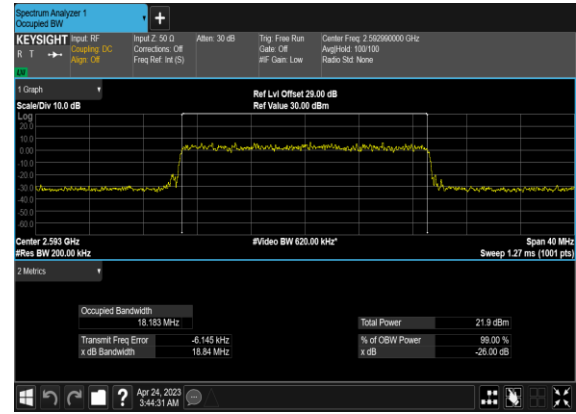 Spectrum Analyzer 1
Occupied BW
+
KEYSIGHT Input: RF Input Z: 50 Ω Atten: 30 dB Trig: Free Run Center Freq: 2.592990000 GHz
R T Coupling: DC Corrections: Off Gate: Off Avg|Hold: 100/100
Align: Off Freq Ref: Int (S) #IF Gain: Low Radio Std: None
LU
1 Graph
Ref Lvl Offset 29.00 dB
Scale/Div 10.0 dB Ref Value 30.00 dBm
Log
20.0
10.0
0.00
-10.0
-20.0
-30.0
-40.0
-50.0
-60.0
Center 2.593 GHz #Video BW 620.00 kHz* Span 40 MHz
#Res BW 200.00 kHz Sweep 1.27 ms (1001 pts)
2 Metrics
Occupied Bandwidth
18.183 MHz Total Power 21.9 dBm
Transmit Freq Error -6.145 kHz % of OBW Power 99.00 %
x dB Bandwidth 18.84 MHz x dB -26.00 dB
? Apr 24, 2023
3:44:31 AM